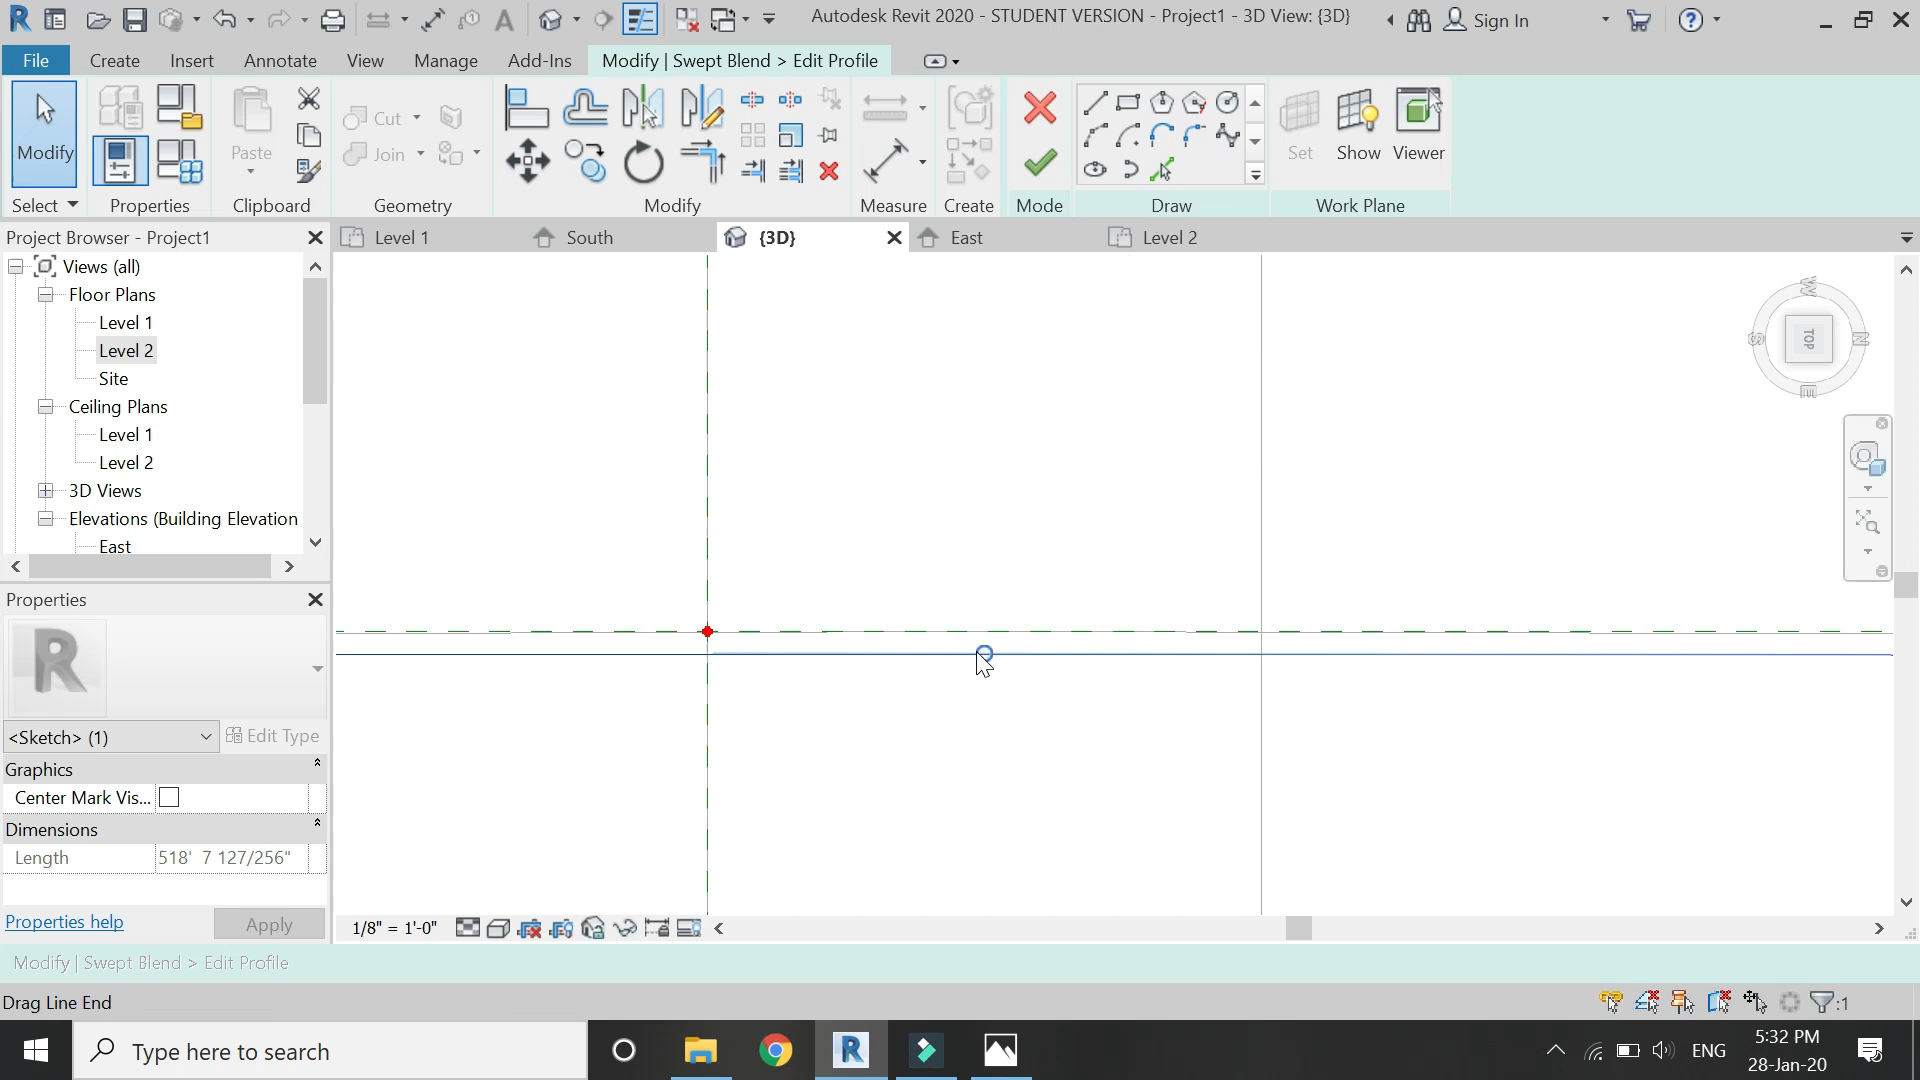 Autodesk Revit 2020 - STUDENT VERSION - Project1 - 3D View: {3D}
Sign In
File
Create
Insert
Annotate
View
Manage
Add-Ins
Modify | Swept Blend > Edit Profile
Modify
Paste
Cut
Join
Set
Show
Viewer
Select
Properties
Clipboard
Geometry
Modify
Measure
Create
Mode
Draw
Work Plane
Project Browser - Project1
Level 1
South
{3D}
East
Level 2
Views (all)
Floor Plans
Level 1
Level 2
Site
Ceiling Plans
Level 1
Level 2
3D Views
Elevations (Building Elevation
East
W
S
TOP
N
E
Properties
R
<Sketch> (1)
Edit Type
Graphics
Center Mark Vis...
Dimensions
Length
518' 7 127/256"
Properties help
Apply
1/8" = 1'-0"
Modify | Swept Blend > Edit Profile
Drag Line End
:1
Type here to search
ENG
5:32 PM
28-Jan-20